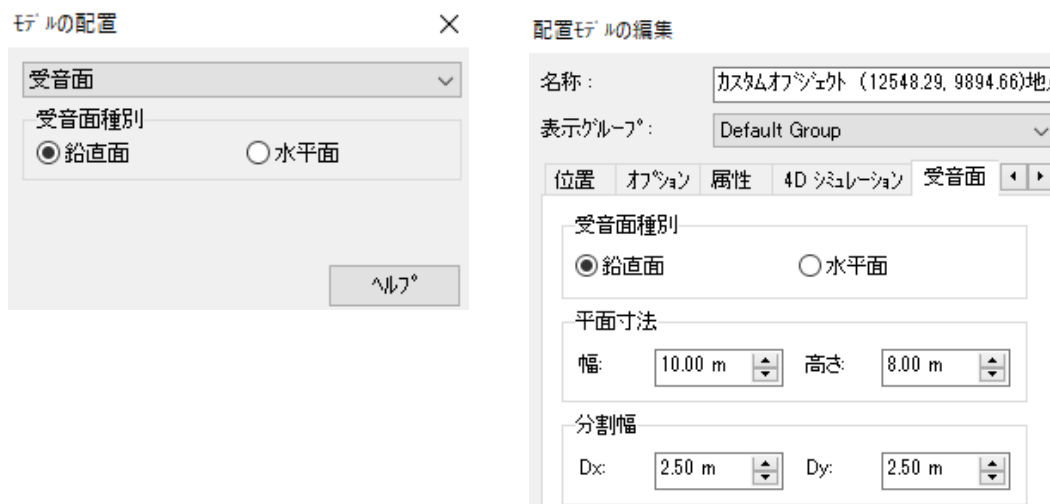 ﾓﾃﾞﾙの配置
受音面
受音面種別
鉛直面 水平面
ﾍﾙﾌﾟ
配置ﾓﾃﾞﾙの編集
名称： ｶｽﾀﾑｵﾌﾞｼﾞｪｸﾄ (12548.29, 9894.66)地
表示ｸﾞﾙｰﾌﾟ： Default Group
位置 ｵﾌﾟｼｮﾝ 属性 4D ｼﾐｭﾚｰｼｮﾝ 受音面
受音面種別
鉛直面 水平面
平面寸法
幅: 10.00 m 高さ: 8.00 m
分割幅
Dx: 2.50 m Dy: 2.50 m